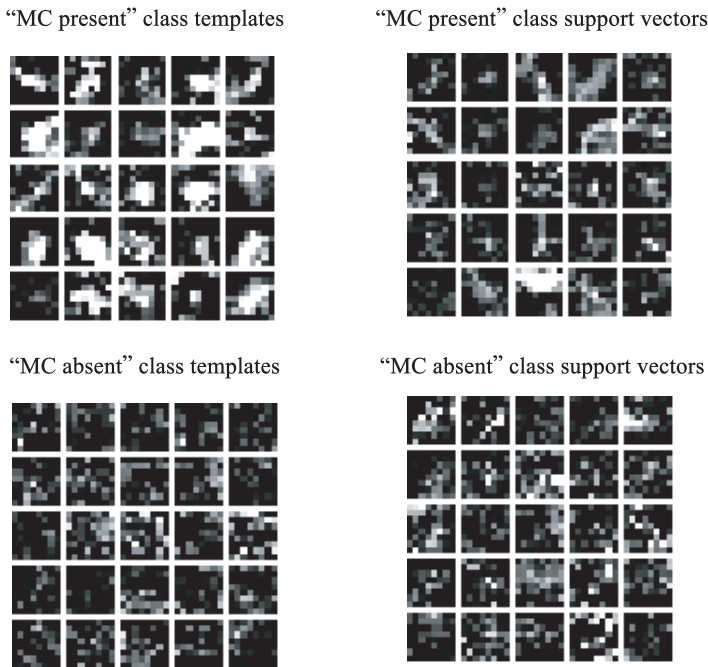 “MC present” class templates
“MC present” class support vectors
“MC absent” class templates
“MC absent” class support vectors